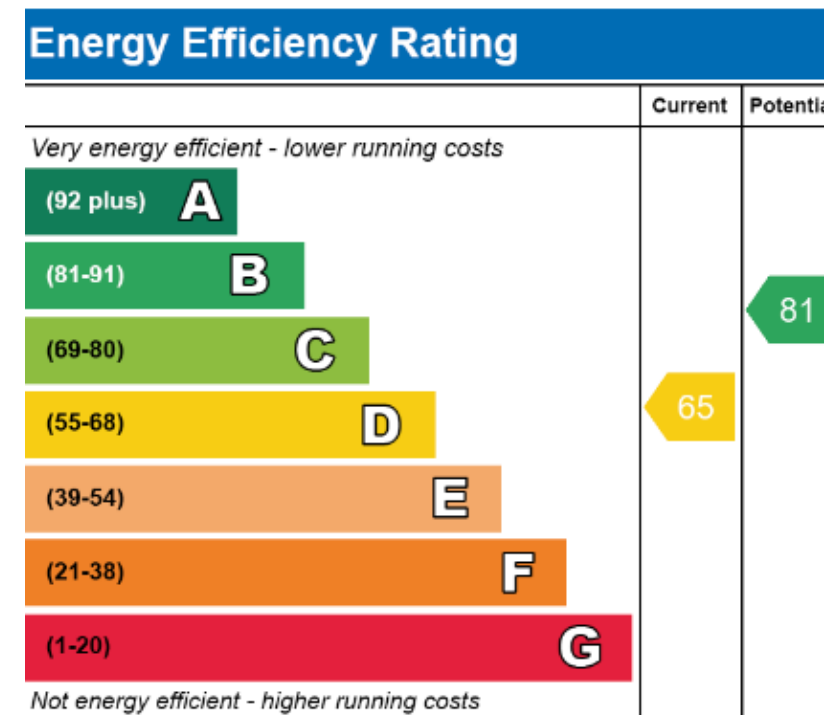 Energy Efficiency Rating
Current Potentia
Very energy efficient - lower running costs
(92 plus) A
(81-91) B
81
(69-80) C
(55-68) D
65
(39-54) E
(21-38) F
(1-20) G
Not energy efficient - higher running costs